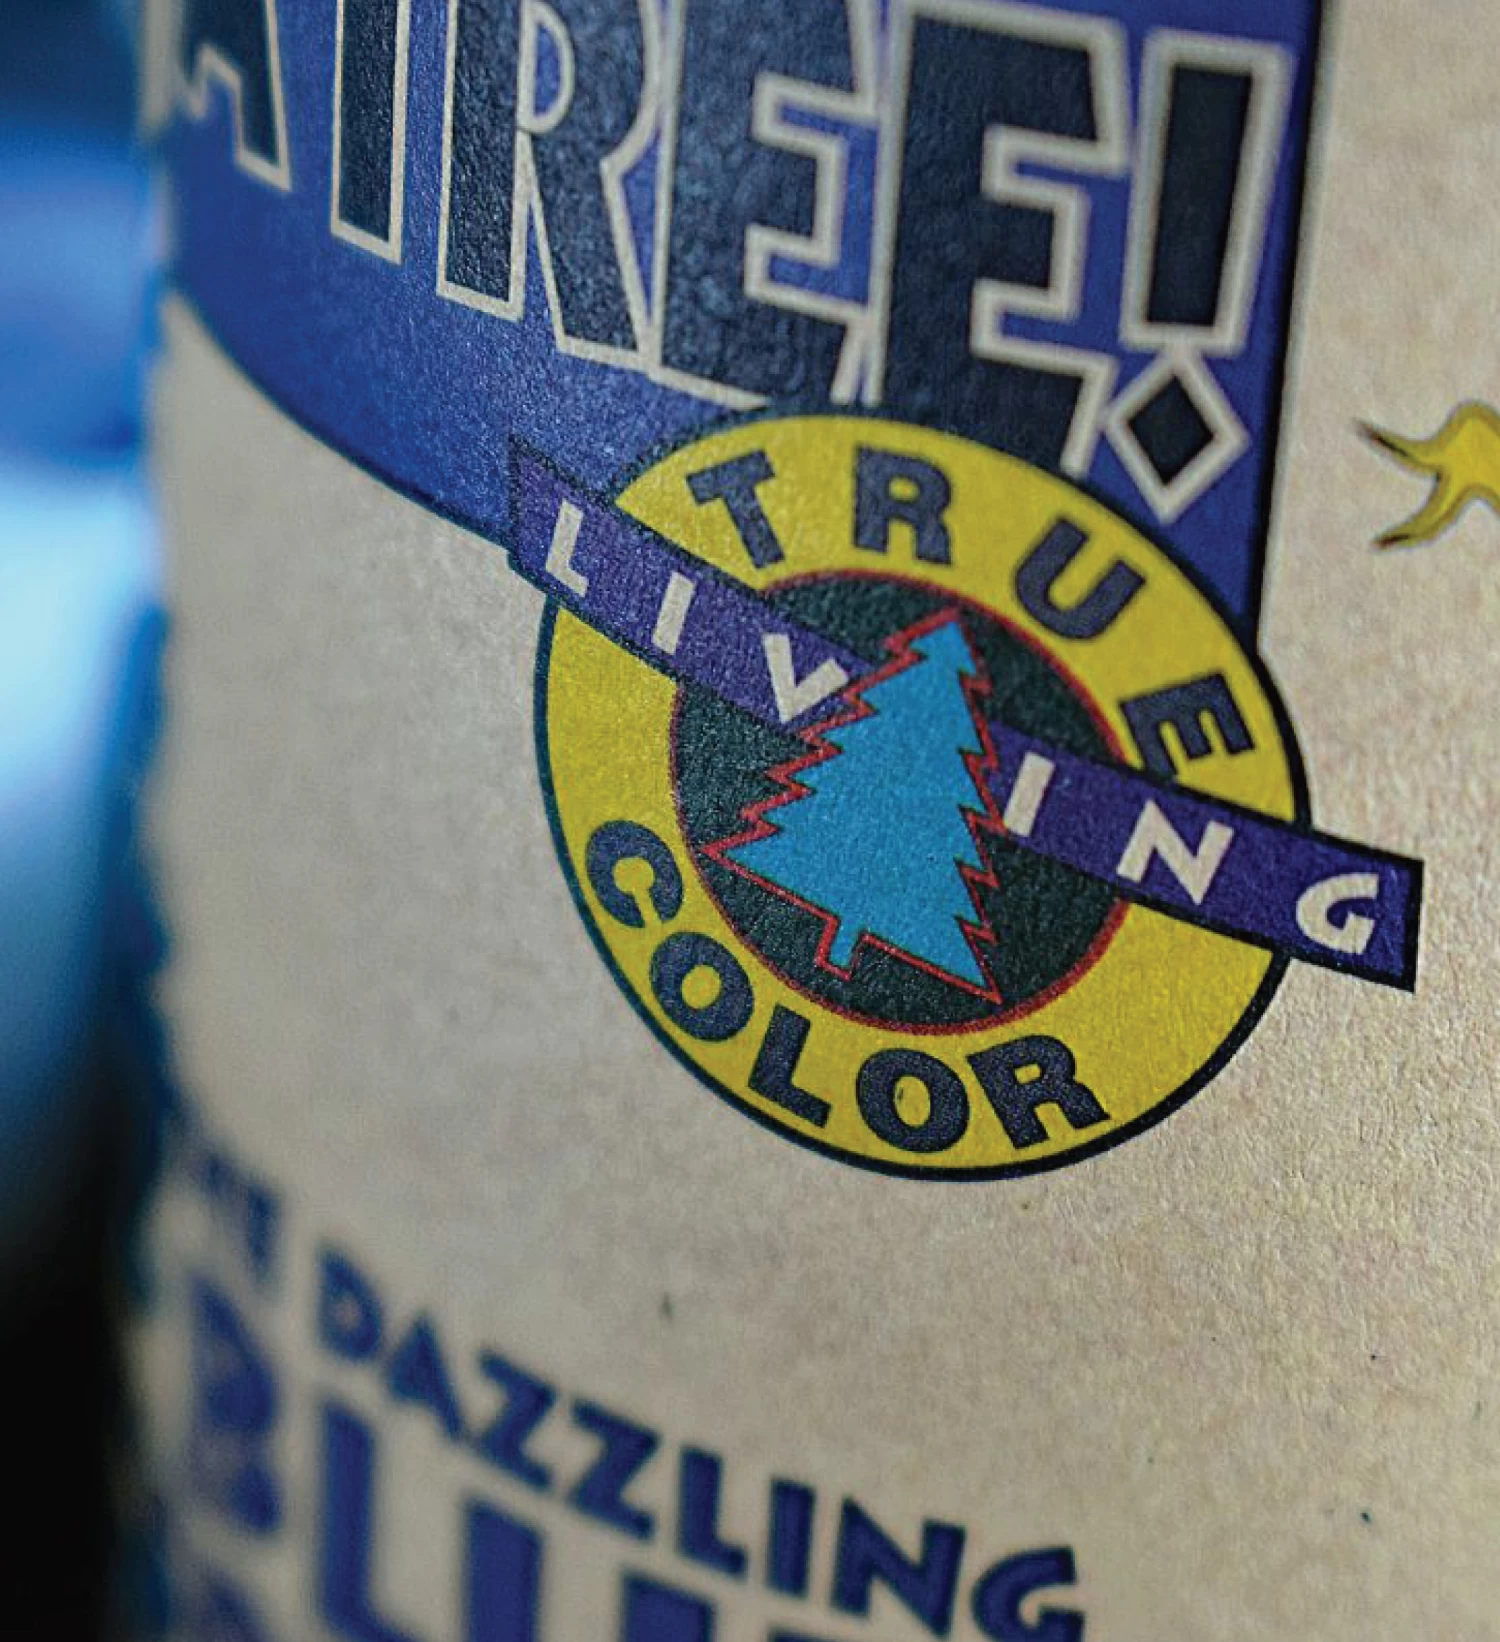 A TREE!
TRUE
LIVING
COLOR
DAZZLING